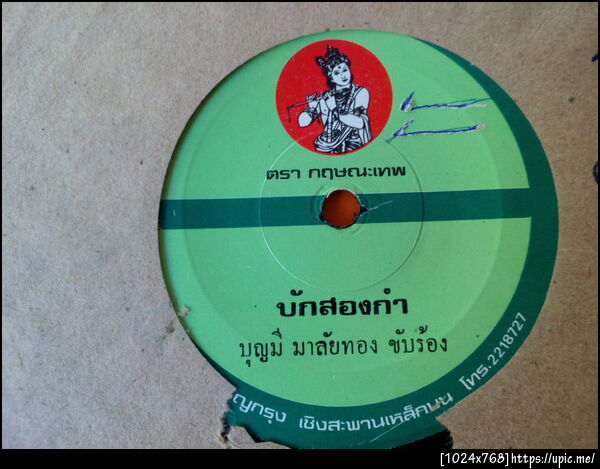 ตรา กฤษณะเทพ
บักสองกำ
บุญมี มาลัยทอง ขับร้อง
ญกรุง เชิงสะพานเหล็กบน โทร.2218727
[1024x768]https://upic.me/